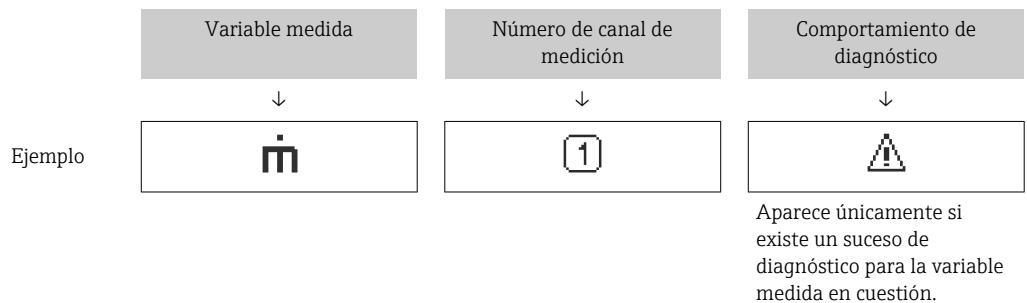 Variable medida
Número de canal de
medición
Comportamiento de
diagnóstico
↓ ↓ ↓
Ejemplo
ṁ
1
Aparece únicamente si
existe un suceso de
diagnóstico para la variable
medida en cuestión.